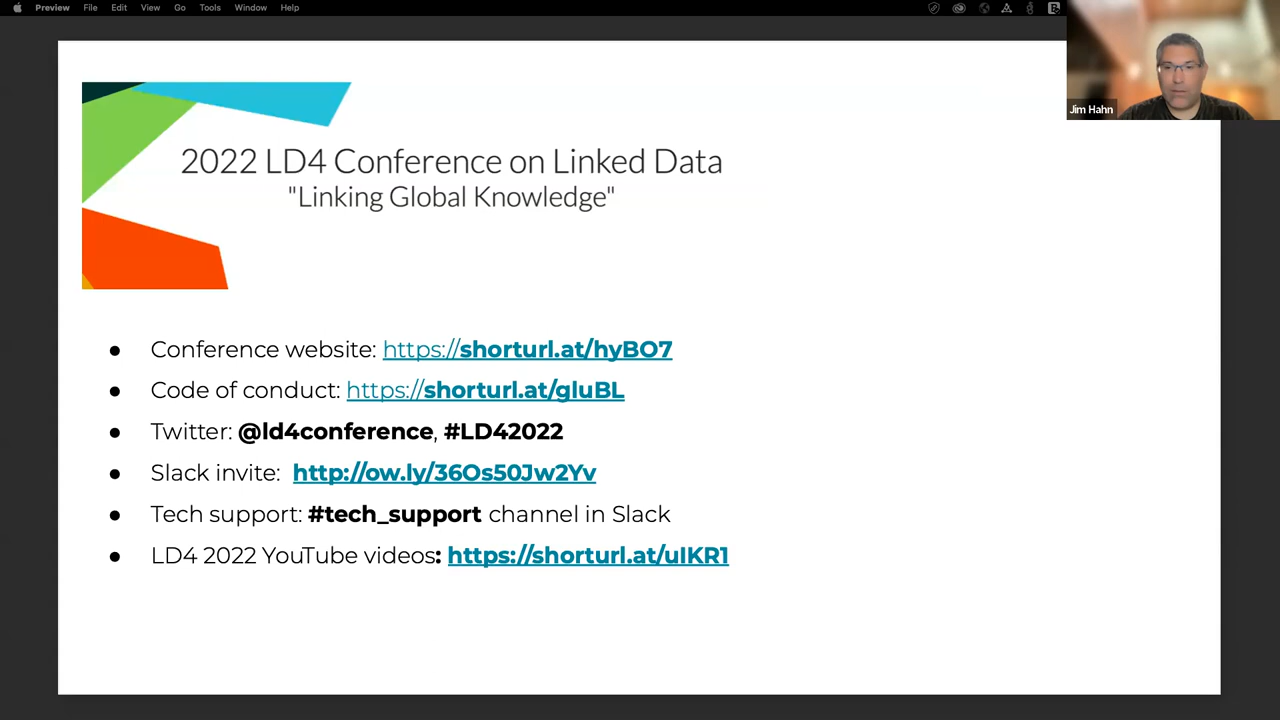 Preview File Edit View Go Tools Window Help
Jim Hahn
2022 LD4 Conference on Linked Data
"Linking Global Knowledge"
● Conference website: https://shorturl.at/hyBO7
● Code of conduct: https://shorturl.at/gluBL
● Twitter: @ld4conference, #LD42022
● Slack invite: http://ow.ly/36Os50Jw2Yv
● Tech support: #tech_support channel in Slack
● LD4 2022 YouTube videos: https://shorturl.at/uIKR1